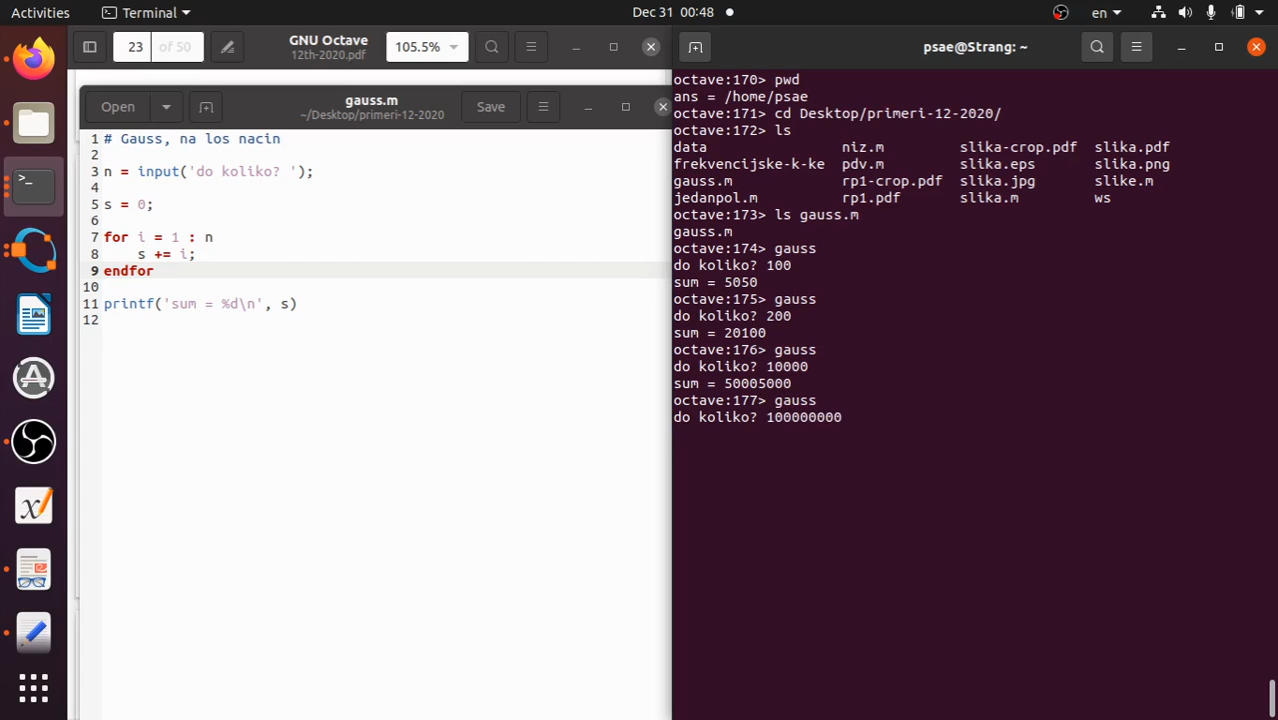 Activities
Terminal
Dec 31 00:48
en
23 of 50
GNU Octave
12th-2020.pdf
105.5%
Open
gauss.m
~/Desktop/primeri-12-2020
Save
1 # Gauss, na los nacin
2
3 n = input('do koliko? ');
4
5 s = 0;
6
7 for i = 1 : n
8     s += i;
9 endfor
10
11 printf('sum = %d\n', s)
12
psae@Strang: ~
octave:170> pwd
ans = /home/psae
octave:171> cd Desktop/primeri-12-2020/
octave:172> ls
data                niz.m         slika-crop.pdf  slika.pdf
frekvencijske-k-ke  pdv.m         slika.eps       slika.png
gauss.m             rp1-crop.pdf  slika.jpg       slike.m
jedanpol.m          rp1.pdf       slika.m         ws
octave:173> ls gauss.m
gauss.m
octave:174> gauss
do koliko? 100
sum = 5050
octave:175> gauss
do koliko? 200
sum = 20100
octave:176> gauss
do koliko? 10000
sum = 50005000
octave:177> gauss
do koliko? 100000000